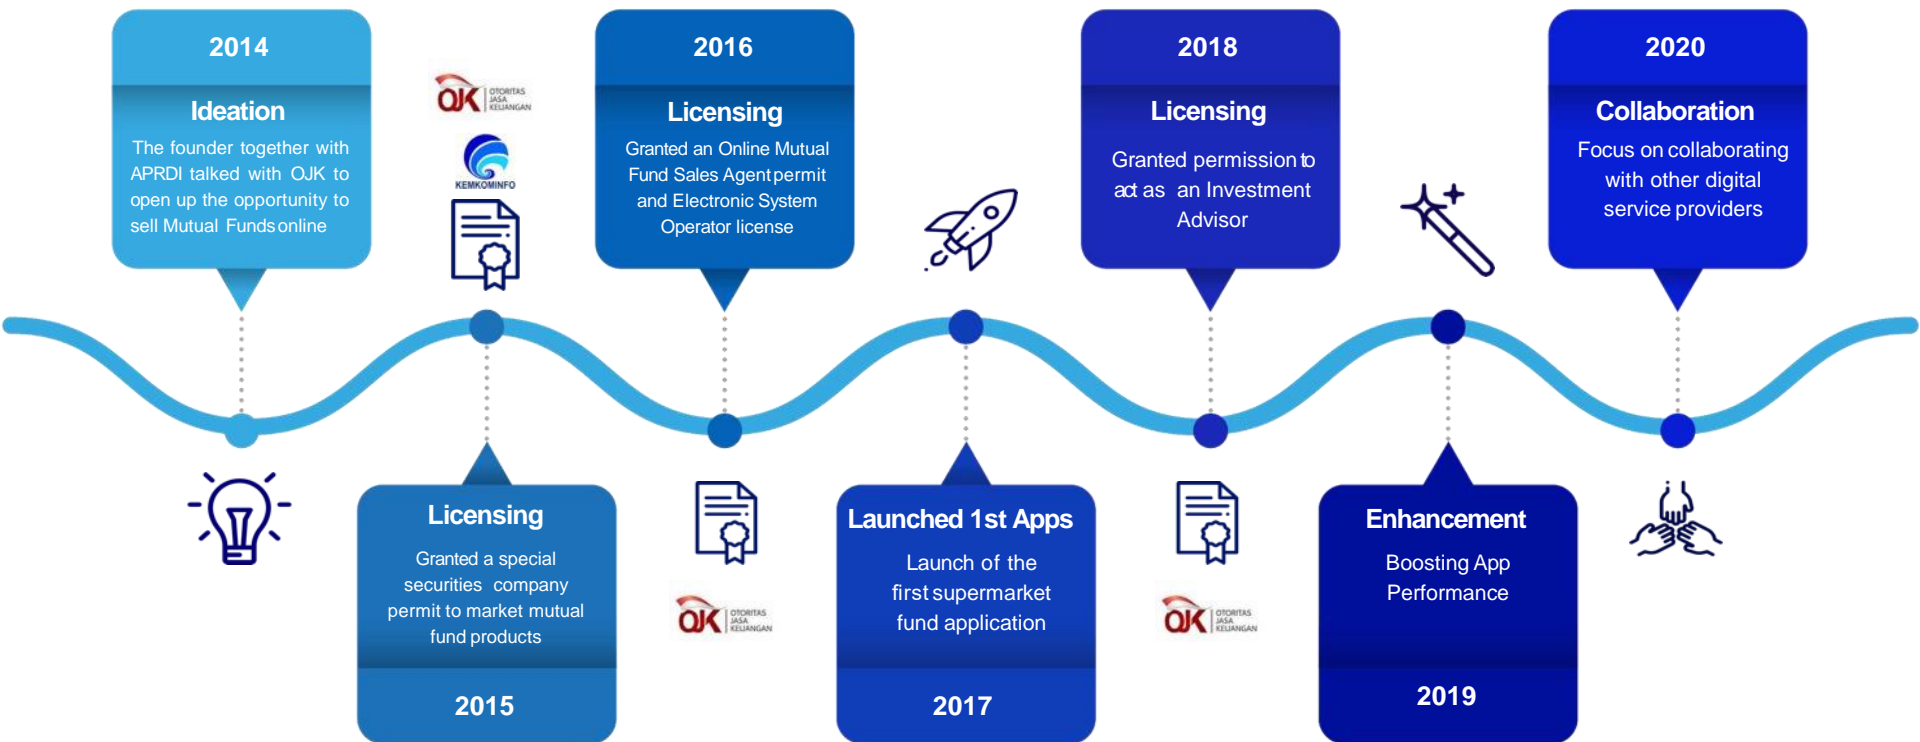 2014
Ideation
The founder together with
APRDI talked with OJK to
open up the opportunity to
sell Mutual Funds online
OJK
OTORITAS
JASA
KEUANGAN
KEMKOMINFO
Licensing
Granted a special
securities company
permit to market mutual
fund products
2015
2016
Licensing
Granted an Online Mutual
Fund Sales Agent permit
and Electronic System
Operator license
OJK
OTORITAS
JASA
KEUANGAN
Launched 1st Apps
Launch of the
first supermarket
fund application
2017
2018
Licensing
Granted permission to
act as an Investment
Advisor
OJK
OTORITAS
JASA
KEUANGAN
Enhancement
Boosting App
Performance
2019
2020
Collaboration
Focus on collaborating
with other digital
service providers